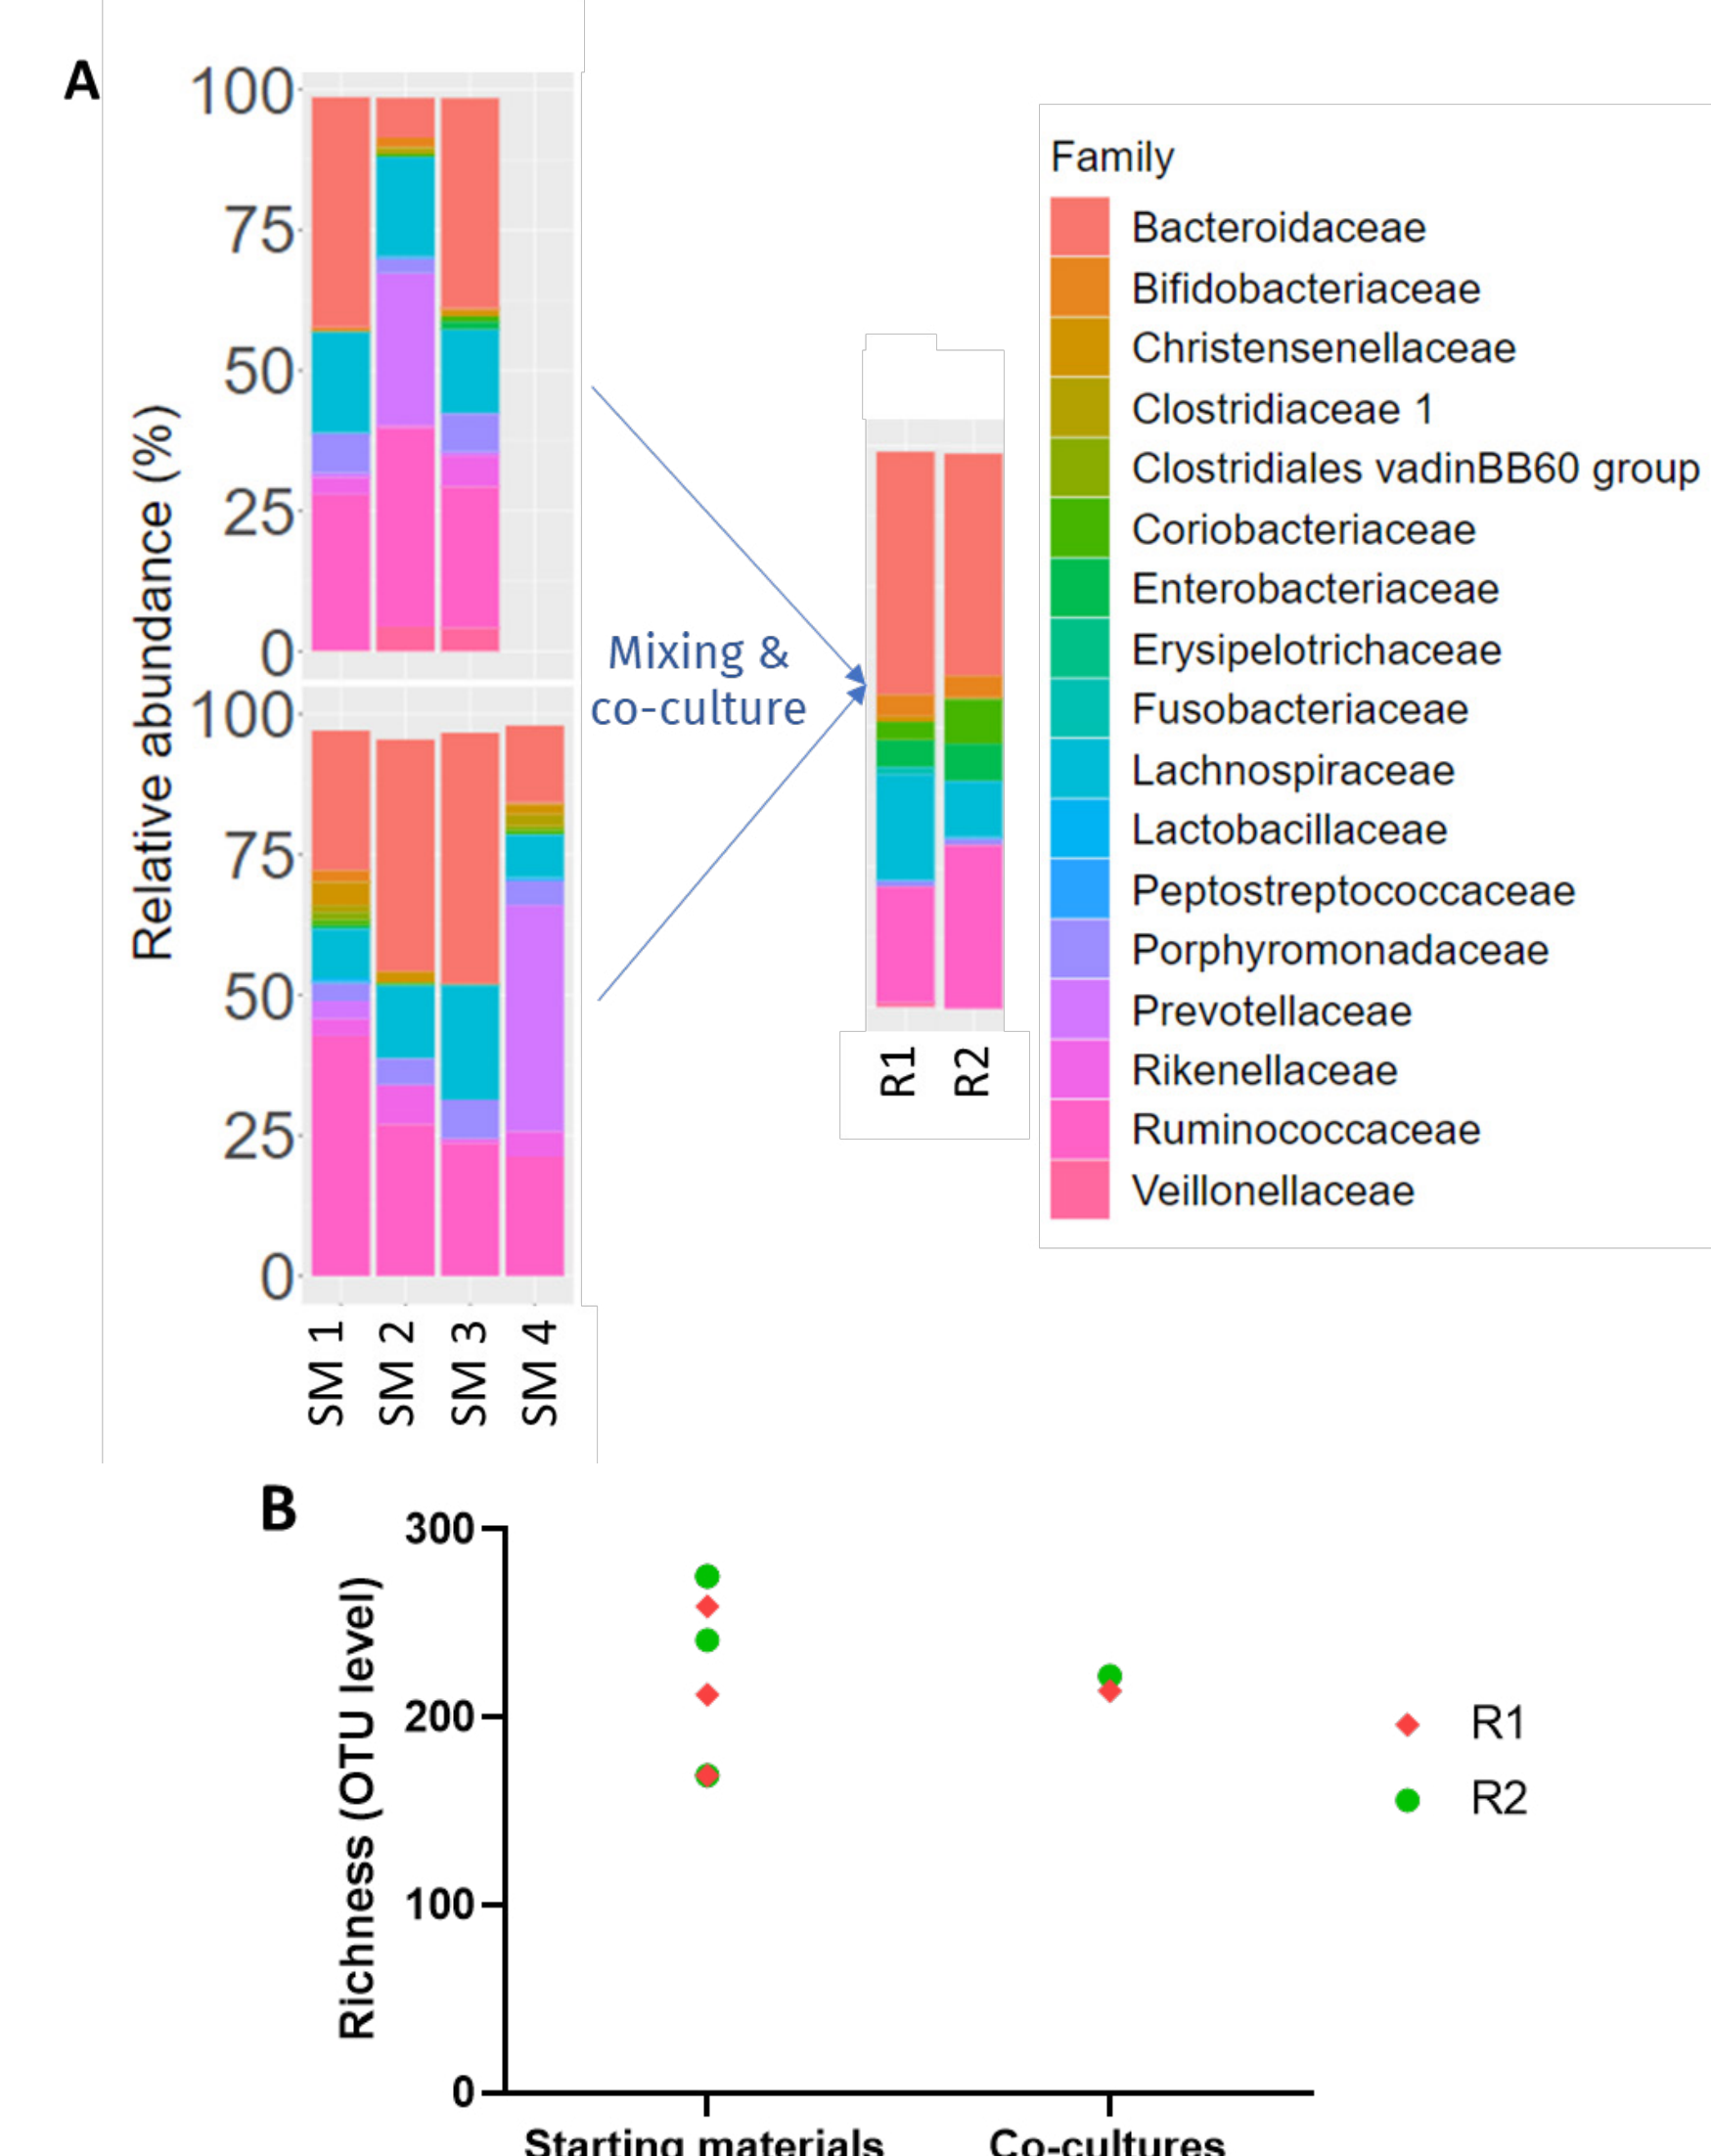 A
100
75
50
25
0
100
75
50
25
0
Relative abundance (%)
SM 1
SM 2
SM 3
SM 4
Mixing &
co-culture
R1
R2
Family
Bacteroidaceae
Bifidobacteriaceae
Christensenellaceae
Clostridiaceae 1
Clostridiales vadinBB60 group
Coriobacteriaceae
Enterobacteriaceae
Erysipelotrichaceae
Fusobacteriaceae
Lachnospiraceae
Lactobacillaceae
Peptostreptococcaceae
Porphyromonadaceae
Prevotellaceae
Rikenellaceae
Ruminococcaceae
Veillonellaceae
B
300
200
100
0
Richness (OTU level)
Starting materials
Co-cultures
R1
R2